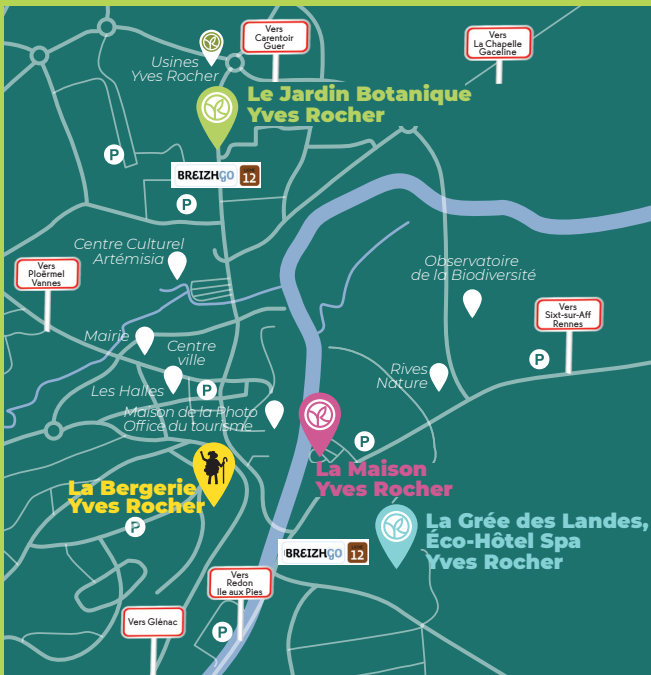 Vers
Carentoir
Guer
Vers
La Chapelle
Gaceline
Usines
Yves Rocher
Le Jardin Botanique
Yves Rocher
P
BREIZHGO 12
P
Centre Culturel
Artémisia
Vers
Ploërmel
Vannes
Observatoire
de la Biodiversité
Vers
Sixt-sur-Aff
Rennes
Mairie
Centre
ville
P
Rives
Nature
Les Halles
P
Maison de la Photo
Office du tourisme
P
La Maison
Yves Rocher
La Bergerie
Yves Rocher
P
La Grée des Landes,
Éco-Hôtel Spa
Yves Rocher
BREIZHGO 12
Vers
Redon
Ile aux Pies
Vers Glénac
P